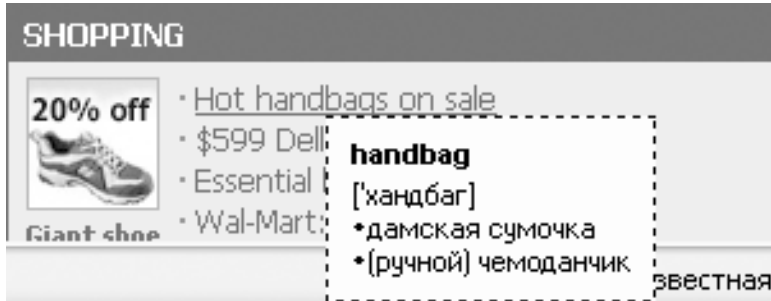 SHOPPING
20% off
Giant shoe
· Hot handbags on sale
· $599 Dell
· Essential
· Wal-Mart:
handbag
['хандбаг]
•дамская сумочка
•(ручной) чемоданчик
звестная